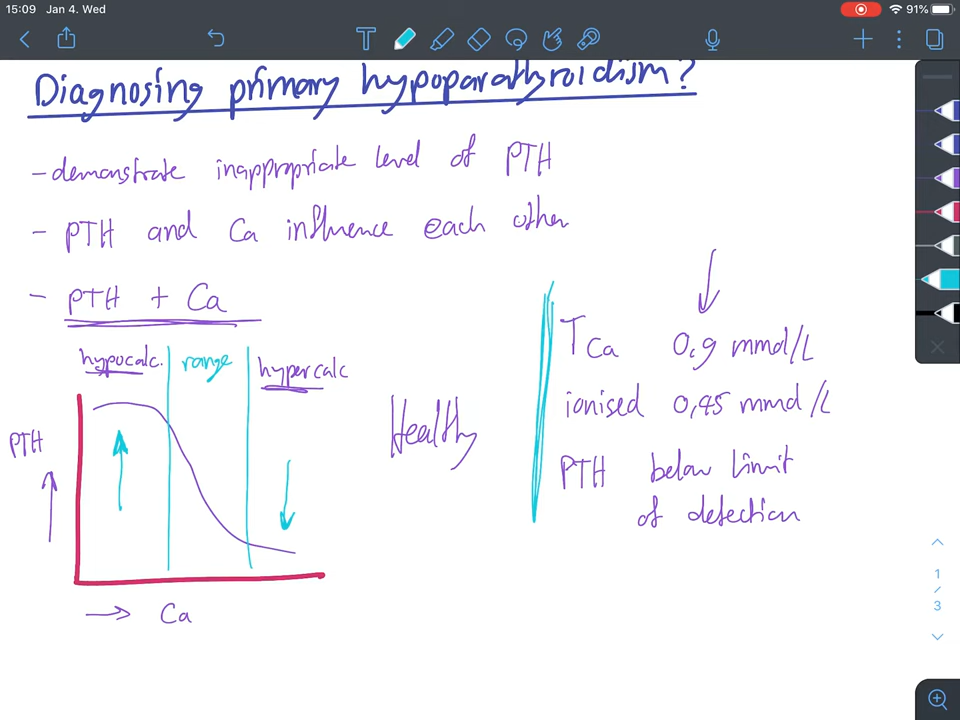 15:09 Jan 4. Wed
91%
T
Diagnosing primary hypoparathyroidism?
- demonstrate inappropriate level of PTH
- PTH and Ca influence each other
- PTH + Ca
hypocalc. range hypercalc
PTH
Ca
Healthy
TCa 0,9 mmol/L
ionised 0,45 mmol/L
PTH below limit
of detection
1
/
3